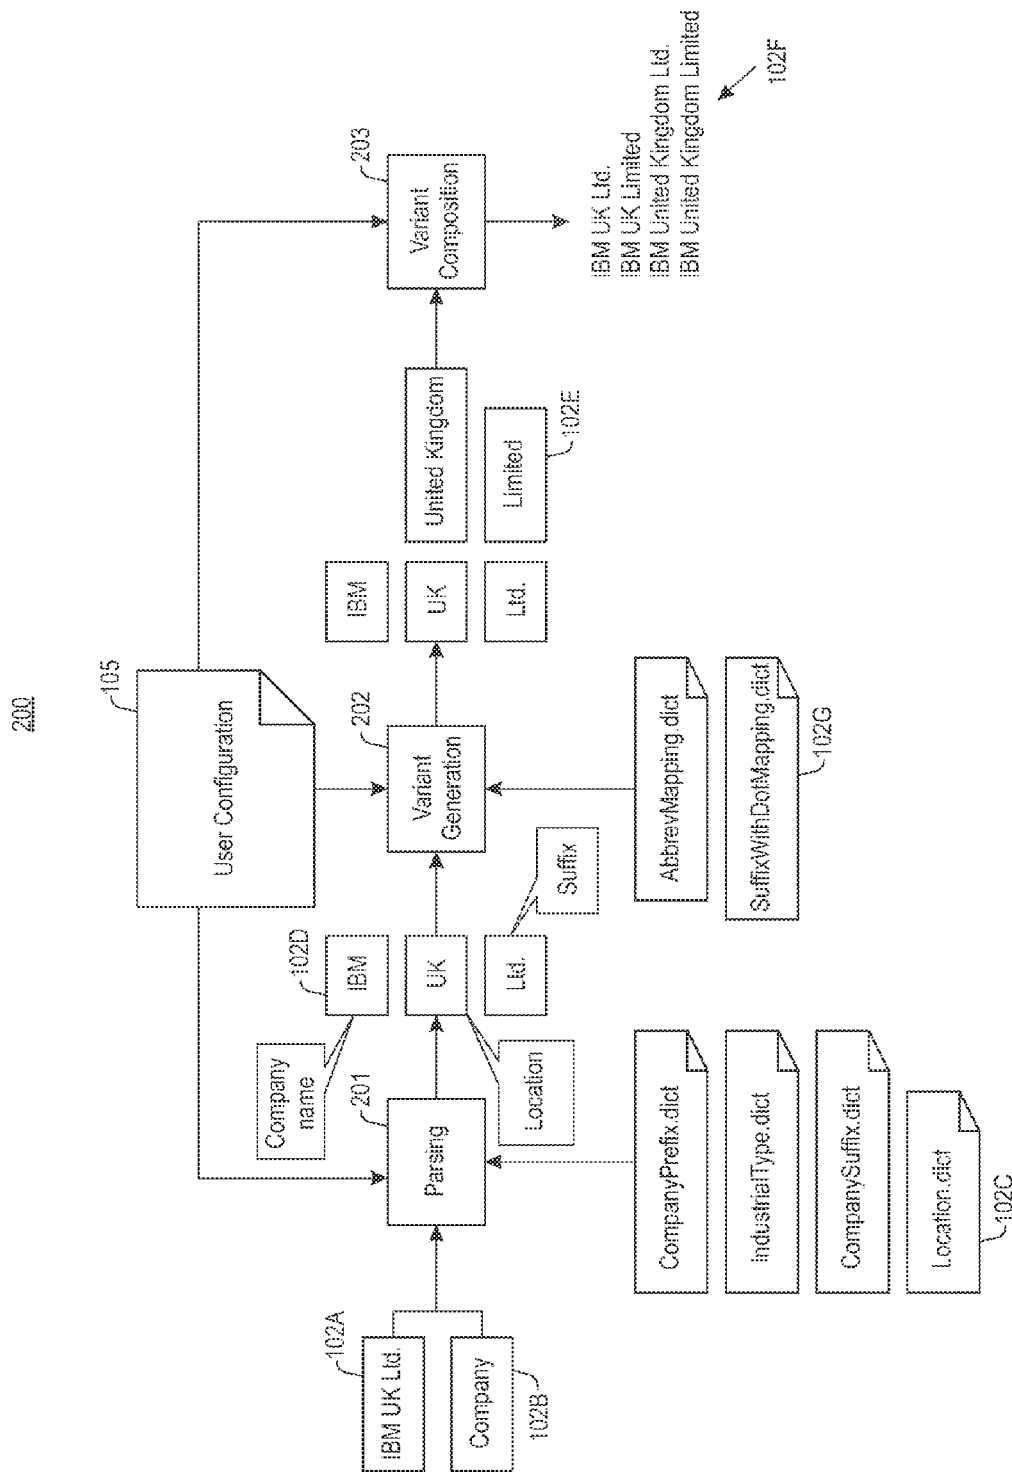 200
User Configuration
105
IBM UK Ltd.
102A
Company
102B
Parsing
201
CompanyPrefix.dict
IndustrialType.dict
CompanySuffix.dict
Location.dict
102C
Company
name
IBM
102D
UK
Location
Ltd.
Suffix
Variant
Generation
202
AbbrevMapping.dict
SuffixWithDotMapping.dict
102G
IBM
UK
United Kingdom
Ltd.
Limited
102E
Variant
Composition
203
IBM UK Ltd.
IBM UK Limited
IBM United Kingdom Ltd.
IBM United Kingdom Limited
102F